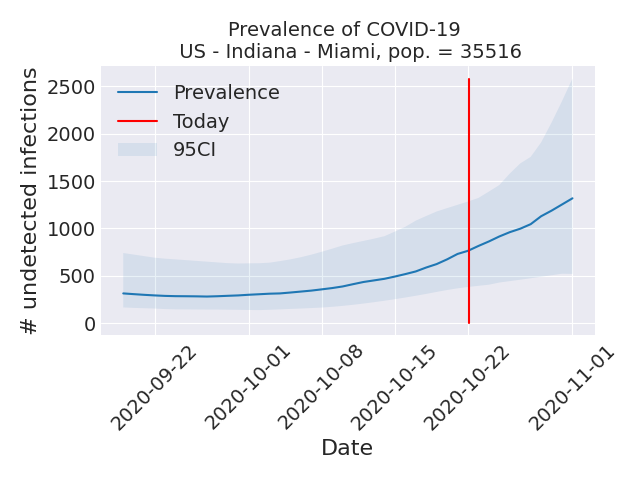 Prevalence of COVID-19
US - Indiana - Miami, pop. = 35516
# undetected infections
2500
2000
1500
1000
500
0
Prevalence
Today
95CI
2020-09-22
2020-10-01
2020-10-08
2020-10-15
2020-10-22
2020-11-01
Date